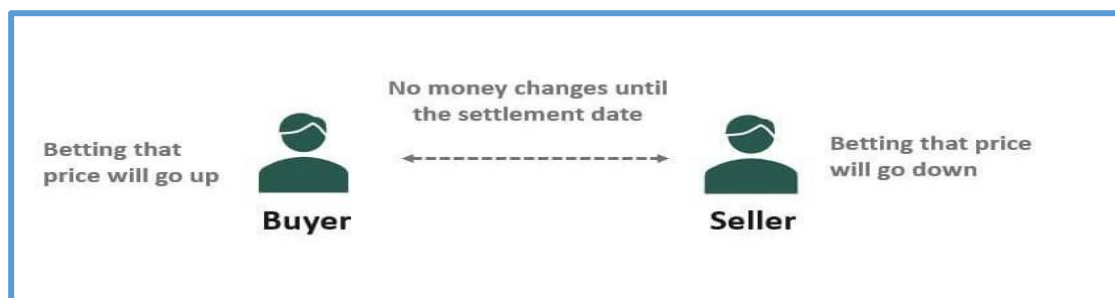 No money changes until
the settlement date
Betting that
price will go up
Betting that price
will go down
Buyer
Seller